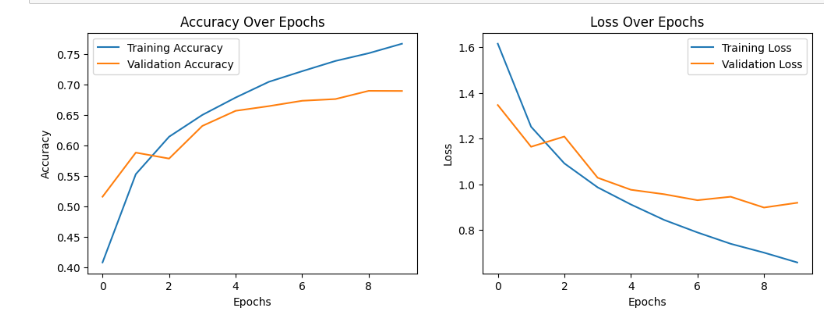 Accuracy Over Epochs
Training Accuracy
Validation Accuracy
0.75
0.70
0.65
0.60
0.55
0.50
0.45
0.40
Accuracy
0 2 4 6 8
Epochs
Loss Over Epochs
Training Loss
Validation Loss
1.6
1.4
1.2
1.0
0.8
Loss
0 2 4 6 8
Epochs